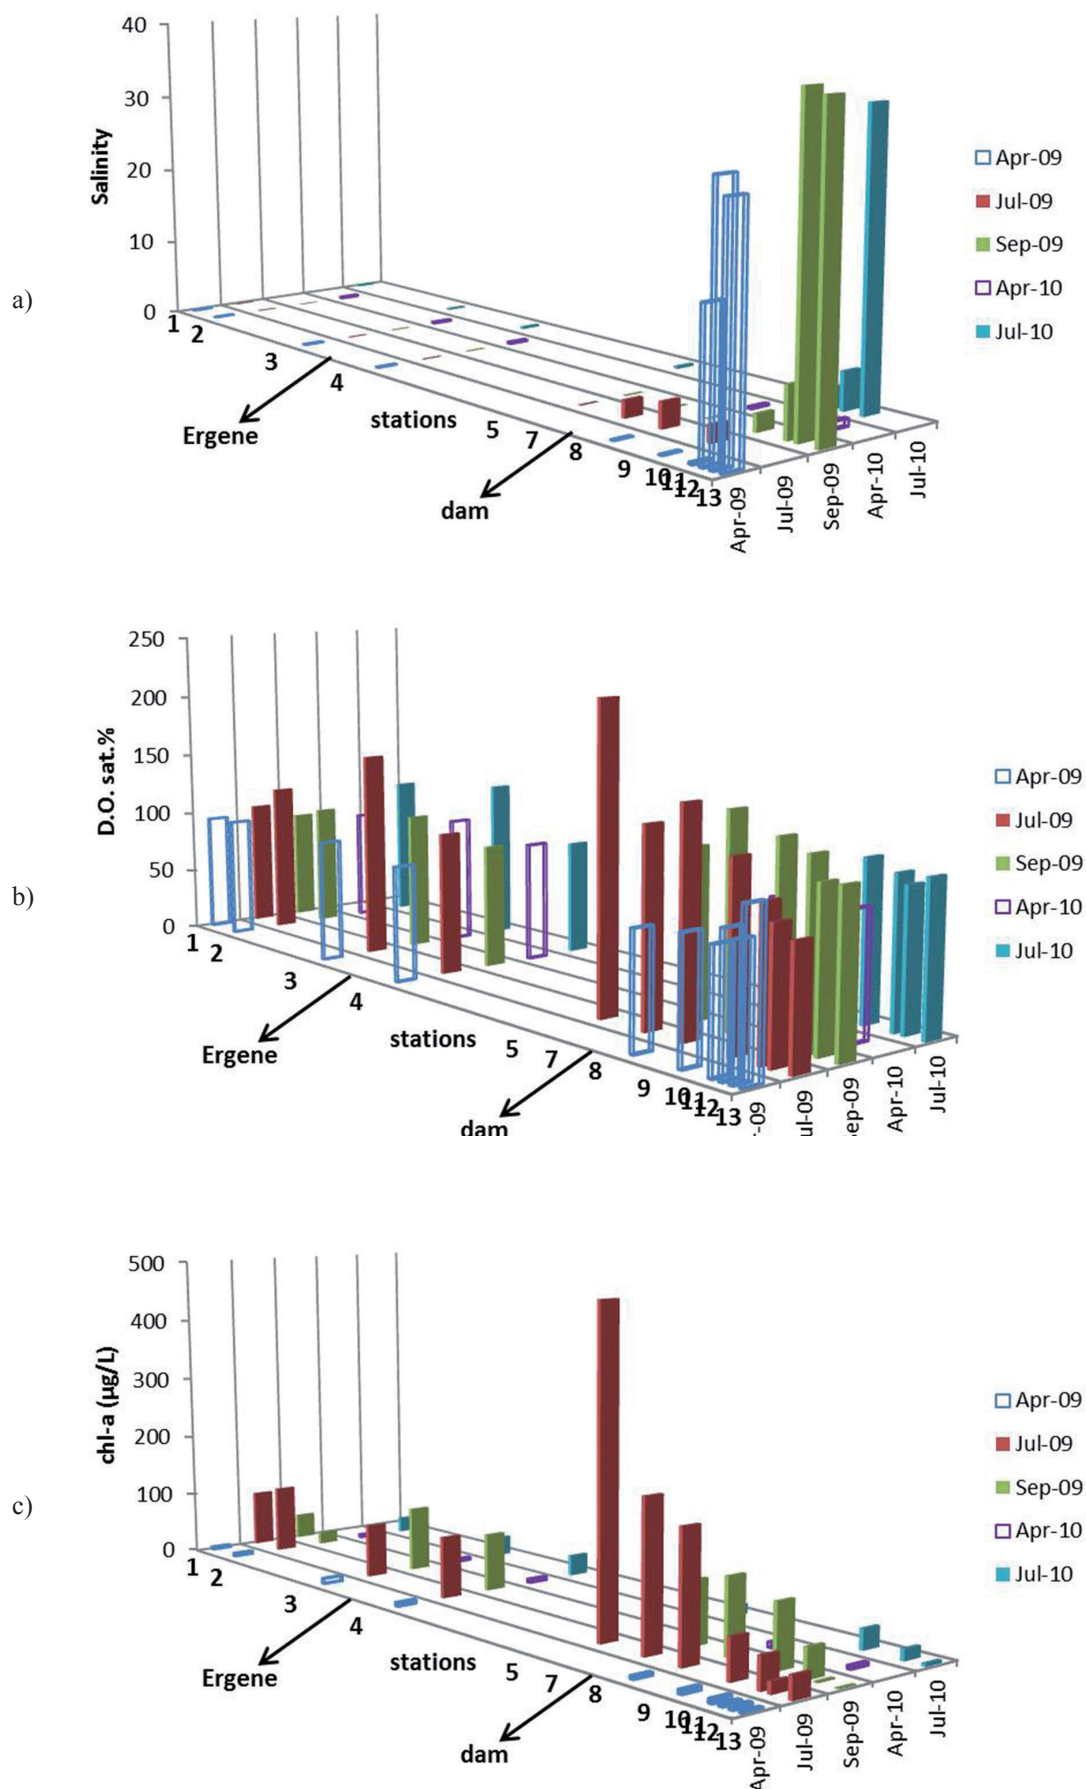 40
30
20
10
0
Salinity
a)
1
2
3
4
5
7
8
9
10
11
12
13
Ergene
stations
dam
Apr-09
Jul-09
Sep-09
Apr-10
Jul-10
Apr-09
Jul-09
Sep-09
Apr-10
Jul-10
250
200
150
100
50
0
D.O. sat.%
b)
1
2
3
4
5
7
8
9
10
11
12
13
Ergene
stations
dam
r-09
ul-09
ep-09
Apr-10
Jul-10
Apr-09
Jul-09
Sep-09
Apr-10
Jul-10
500
400
300
200
100
0
chl-a (µg/L)
c)
1
2
3
4
5
7
8
9
10
11
12
13
Ergene
stations
dam
Apr-09
Jul-09
Sep-09
Apr-10
Jul-10
Apr-09
Jul-09
Sep-09
Apr-10
Jul-10